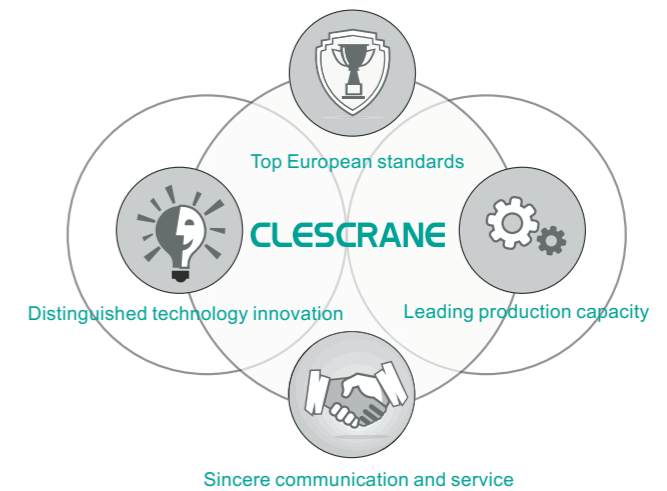 Top European standards
CLESCRANE
Distinguished technology innovation
Leading production capacity
Sincere communication and service